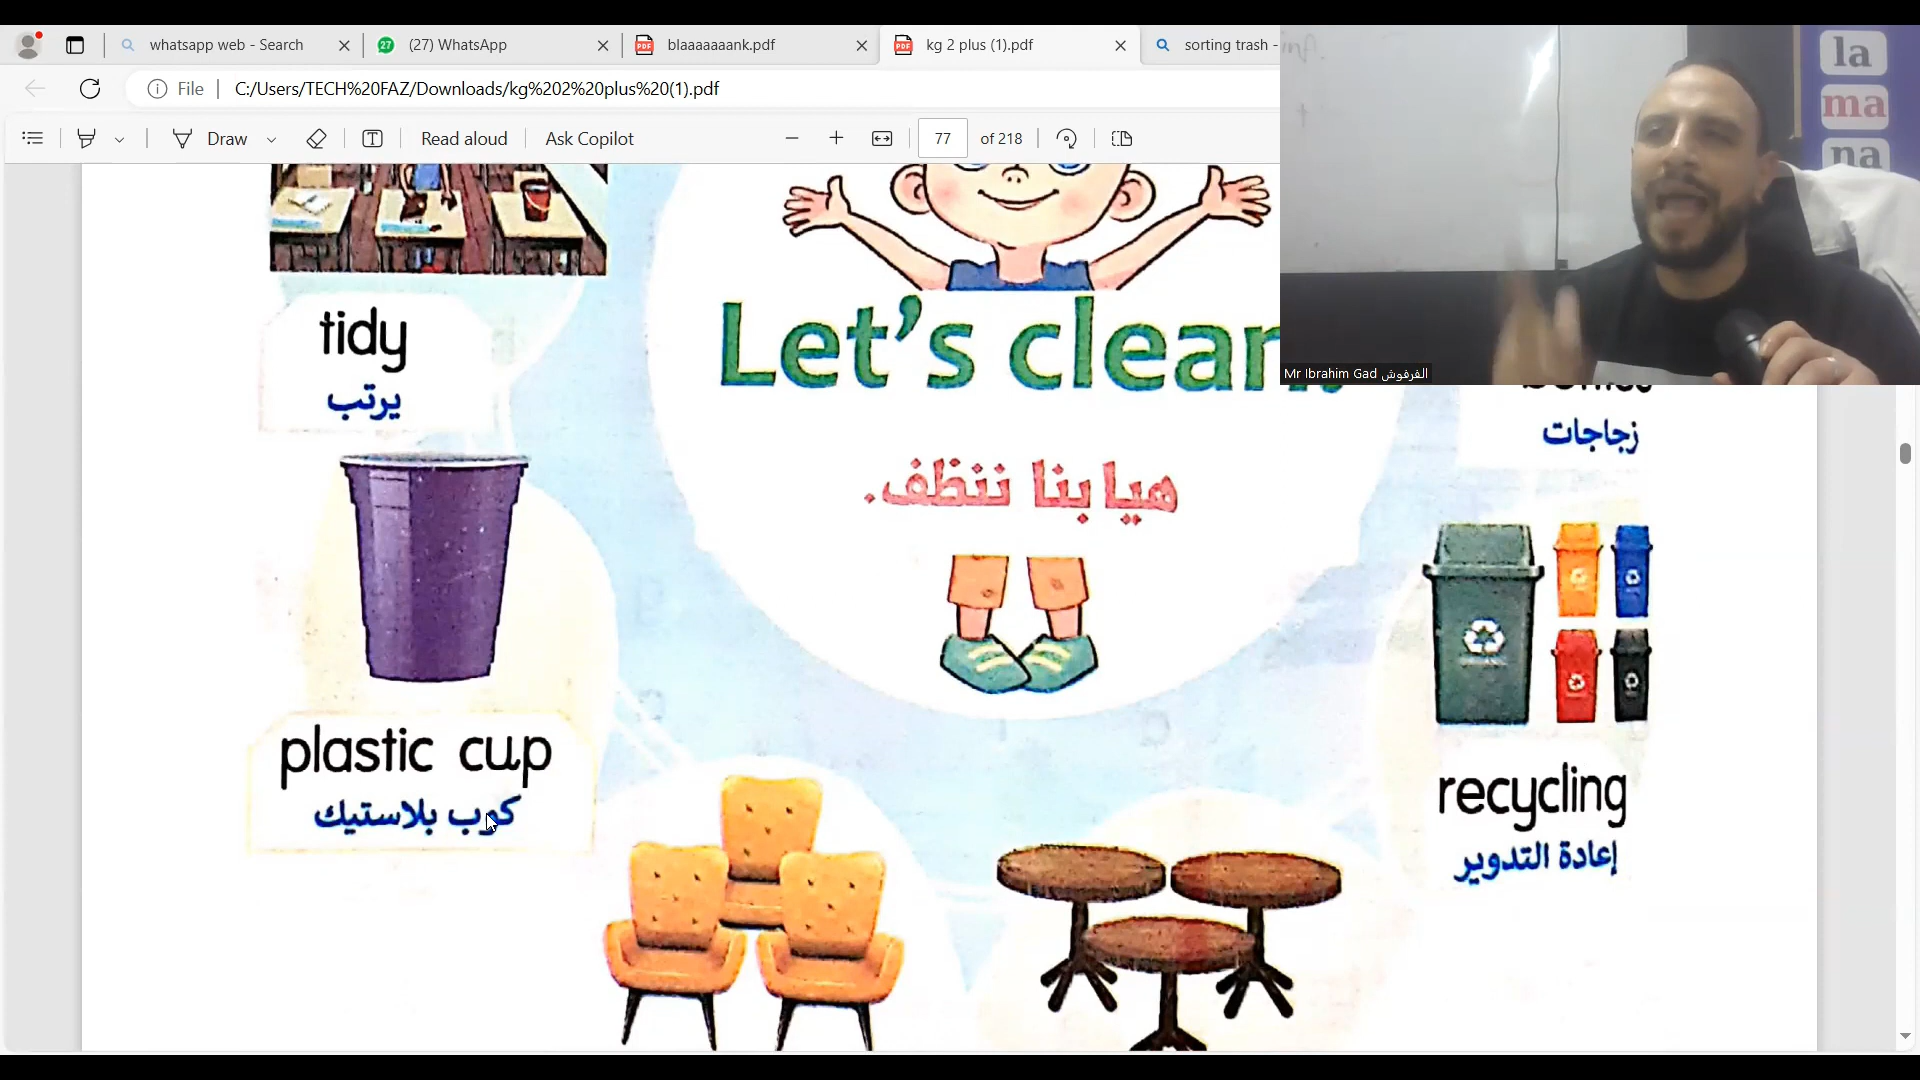 whatsapp web - Search
(27) WhatsApp
blaaaaaaank.pdf
kg 2 plus (1).pdf
sorting trash -
File
C:/Users/TECH%20FAZ/Downloads/kg%202%20plus%20(1).pdf
Draw
Read aloud
Ask Copilot
77
of 218
la
ma
na
Mr Ibrahim Gad الفرفوش
tidy
يرتب
Let's clean
هيا بنا ننظف.
زجاجات
plastic cup
كوب بلاستيك
recycling
إعادة التدوير